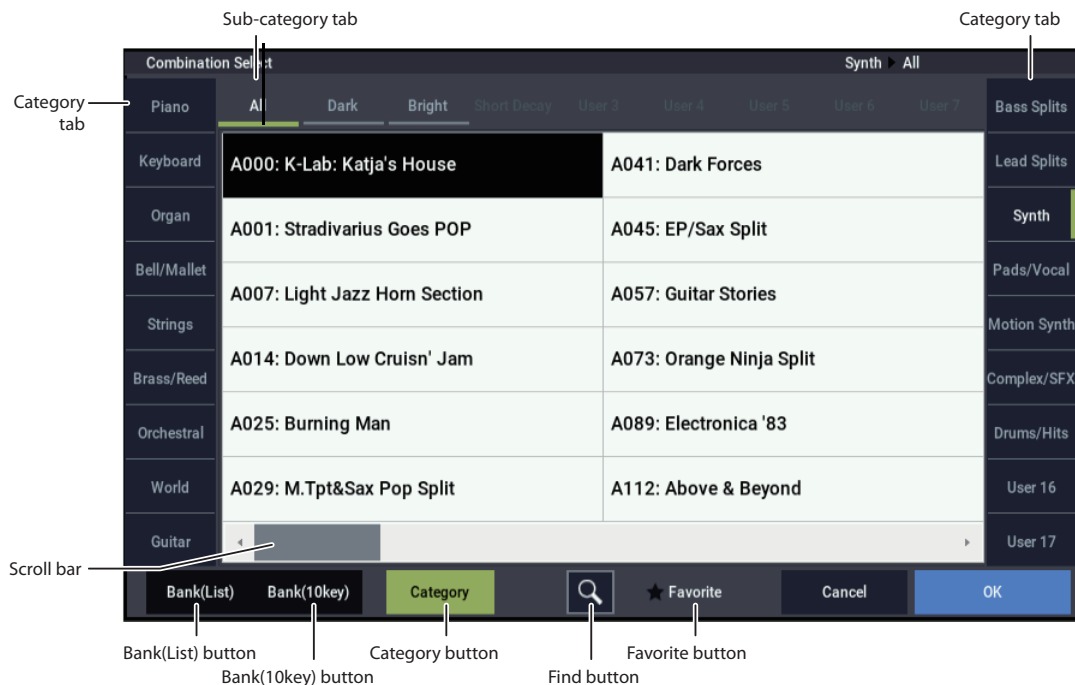 Sub-category tab
Category tab
Combination Select
Synth ▶ All
Category
tab
Piano
All
Dark
Bright
Short Decay
User 3
User 4
User 5
User 6
User 7
Bass Splits
Keyboard
A000: K-Lab: Katja's House
A041: Dark Forces
Lead Splits
Organ
A001: Stradivarius Goes POP
A045: EP/Sax Split
Synth
Bell/Mallet
A007: Light Jazz Horn Section
A057: Guitar Stories
Pads/Vocal
Strings
A014: Down Low Cruisn' Jam
A073: Orange Ninja Split
Motion Synth
Brass/Reed
Complex/SFX
Orchestral
A025: Burning Man
A089: Electronica '83
Drums/Hits
World
A029: M.Tpt&Sax Pop Split
A112: Above & Beyond
User 16
Guitar
User 17
Scroll bar
Bank(List)
Bank(10key)
Category
Favorite
Cancel
OK
Bank(List) button
Category button
Favorite button
Bank(10key) button
Find button